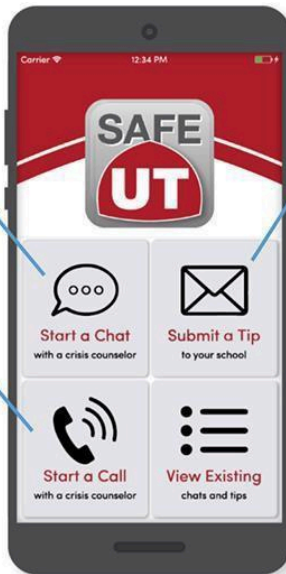 Carrier
12:34 PM
SAFE
UT
Start a Chat
with a crisis counselor
Submit a Tip
to your school
Start a Call
with a crisis counselor
View Existing
chats and tips